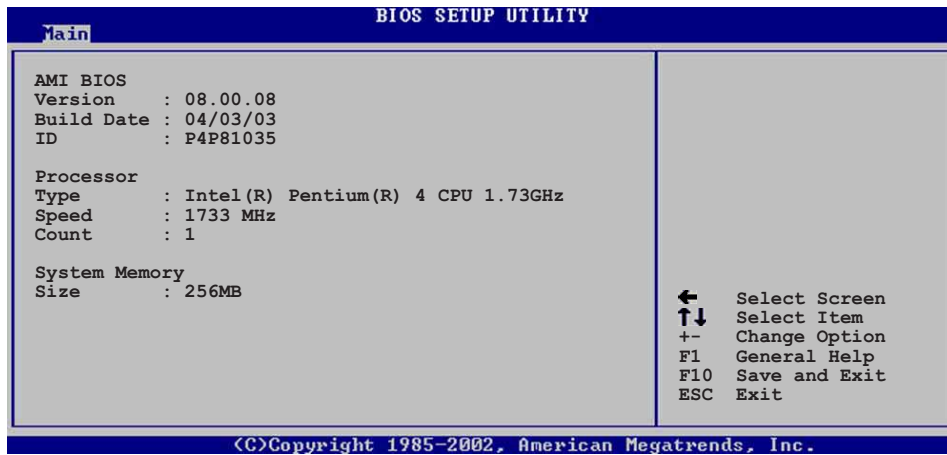 BIOS SETUP UTILITY
Main
AMI BIOS
Version : 08.00.08
Build Date : 04/03/03
ID : P4P81035
Processor
Type : Intel(R) Pentium(R) 4 CPU 1.73GHz
Speed : 1733 MHz
Count : 1
System Memory
Size : 256MB
← Select Screen
↑↓ Select Item
+- Change Option
F1 General Help
F10 Save and Exit
ESC Exit
(C)Copyright 1985-2002, American Megatrends, Inc.